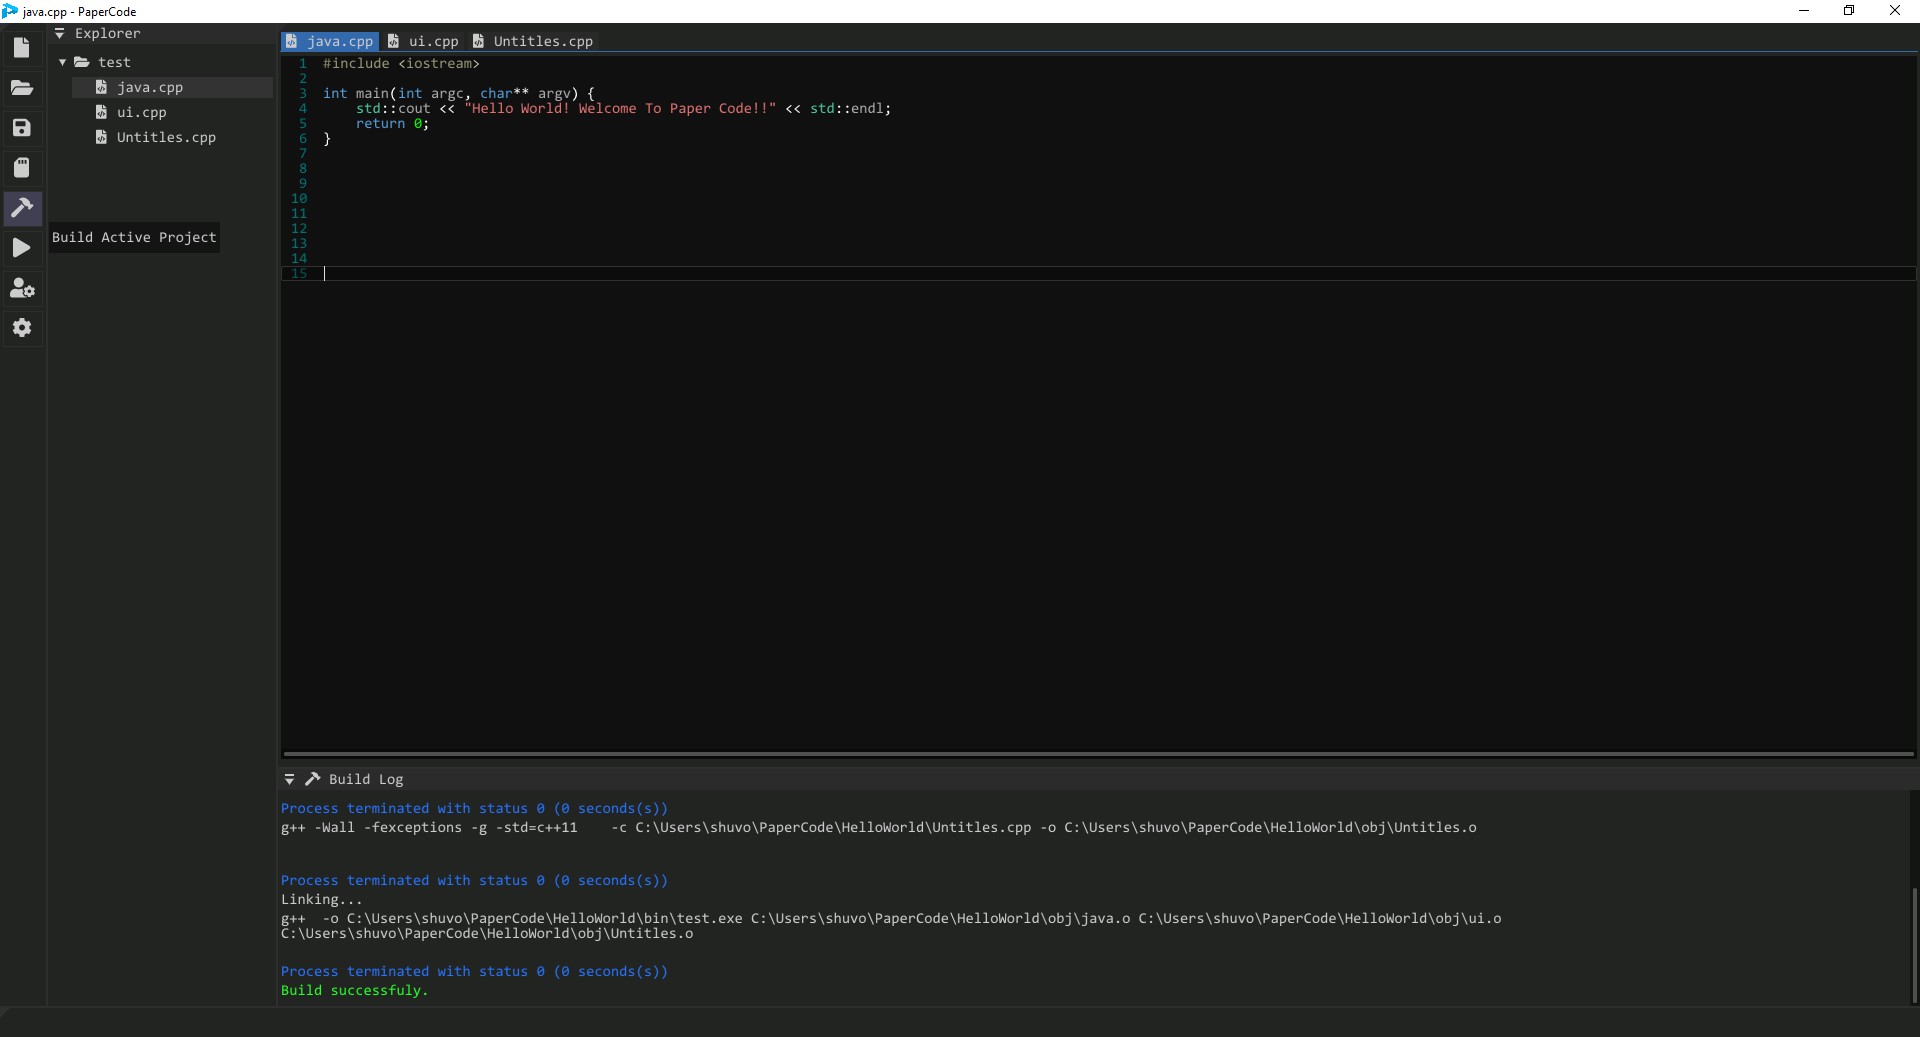 java.cpp - PaperCode
Explorer
test
java.cpp
ui.cpp
Untitles.cpp
Build Active Project
java.cpp ui.cpp Untitles.cpp
1 #include <iostream>
2
3 int main(int argc, char** argv) {
4     std::cout << "Hello World! Welcome To Paper Code!!" << std::endl;
5     return 0;
6 }
7
8
9
10
11
12
13
14
15
Build Log
Process terminated with status 0 (0 seconds(s))
g++ -Wall -fexceptions -g -std=c++11    -c C:\Users\shuvo\PaperCode\HelloWorld\Untitles.cpp -o C:\Users\shuvo\PaperCode\HelloWorld\obj\Untitles.o
Process terminated with status 0 (0 seconds(s))
Linking...
g++  -o C:\Users\shuvo\PaperCode\HelloWorld\bin\test.exe C:\Users\shuvo\PaperCode\HelloWorld\obj\java.o C:\Users\shuvo\PaperCode\HelloWorld\obj\ui.o
C:\Users\shuvo\PaperCode\HelloWorld\obj\Untitles.o
Process terminated with status 0 (0 seconds(s))
Build successfuly.